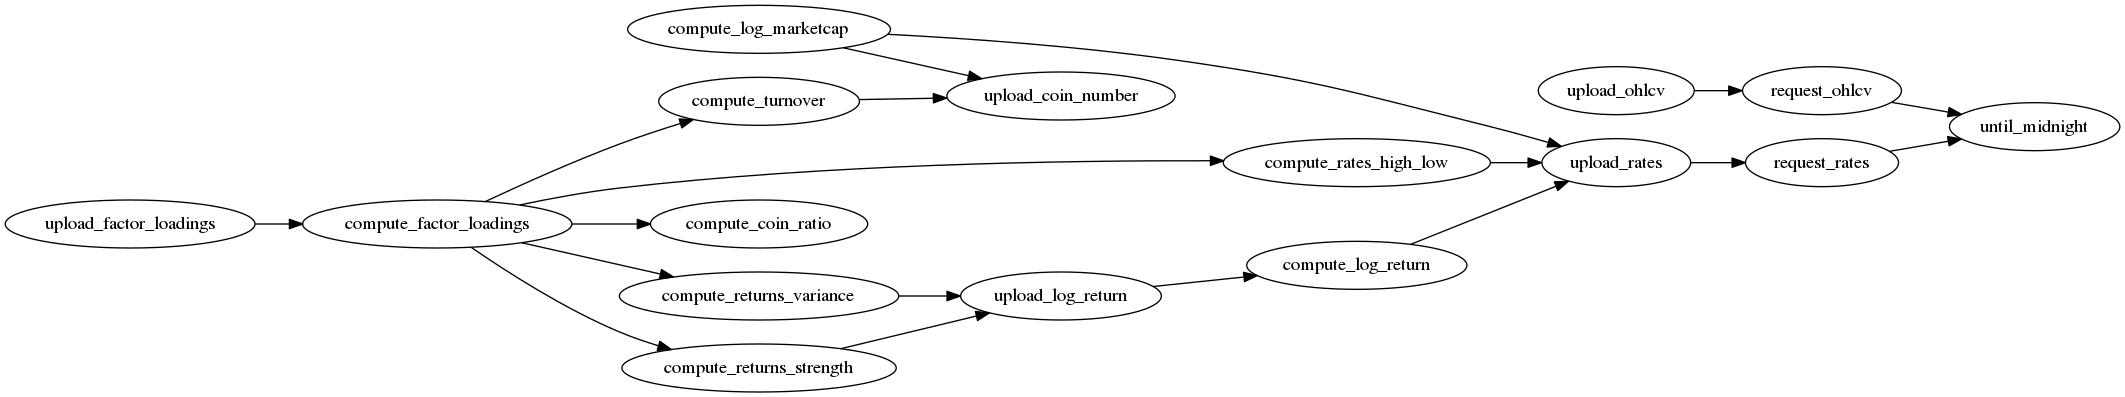 compute_log_marketcap
compute_turnover
upload_coin_number
upload_ohlcv
request_ohlcv
until_midnight
compute_rates_high_low
upload_rates
request_rates
upload_factor_loadings
compute_factor_loadings
compute_coin_ratio
compute_log_return
compute_returns_variance
upload_log_return
compute_returns_strength